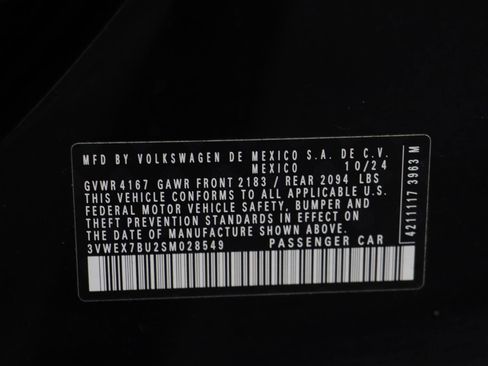 MFD BY VOLKSWAGEN DE MEXICO S.A. DE C.V.
MEXICO 10/24
GVWR 4167 GAWR FRONT 2183 / REAR 2094 LBS
THIS VEHICLE CONFORMS TO ALL APPLICABLE U.S.
FEDERAL MOTOR VEHICLE SAFETY, BUMPER AND
THEFT PREVENTION STANDARDS IN EFFECT ON THE
DATE OF MANUFACTURE SHOWN ABOVE.
3VWEX7BU2SM028549 PASSENGER CAR
42111117 3963 M